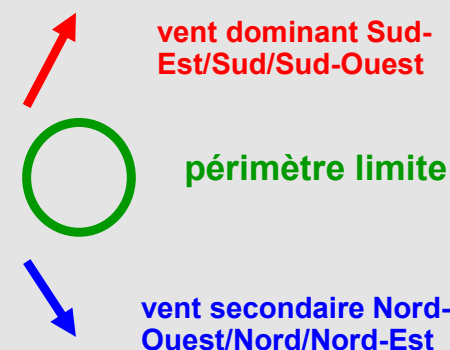 vent dominant Sud-
Est/Sud/Sud-Ouest
périmètre limite
vent secondaire Nord-
Ouest/Nord/Nord-Est